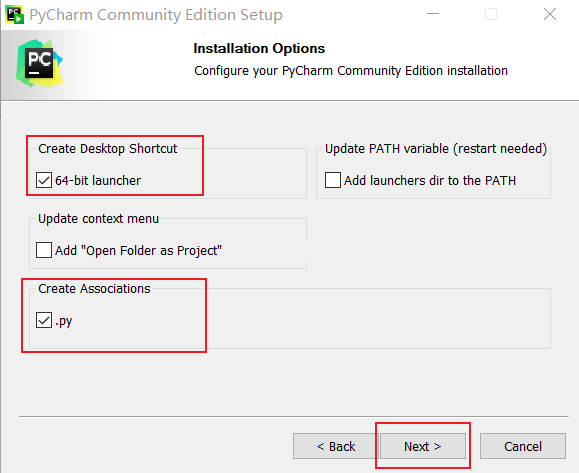 PyCharm Community Edition Setup
PC
Installation Options
Configure your PyCharm Community Edition installation
Create Desktop Shortcut
64-bit launcher
Update PATH variable (restart needed)
Add launchers dir to the PATH
Update context menu
Add "Open Folder as Project"
Create Associations
.py
< Back
Next >
Cancel